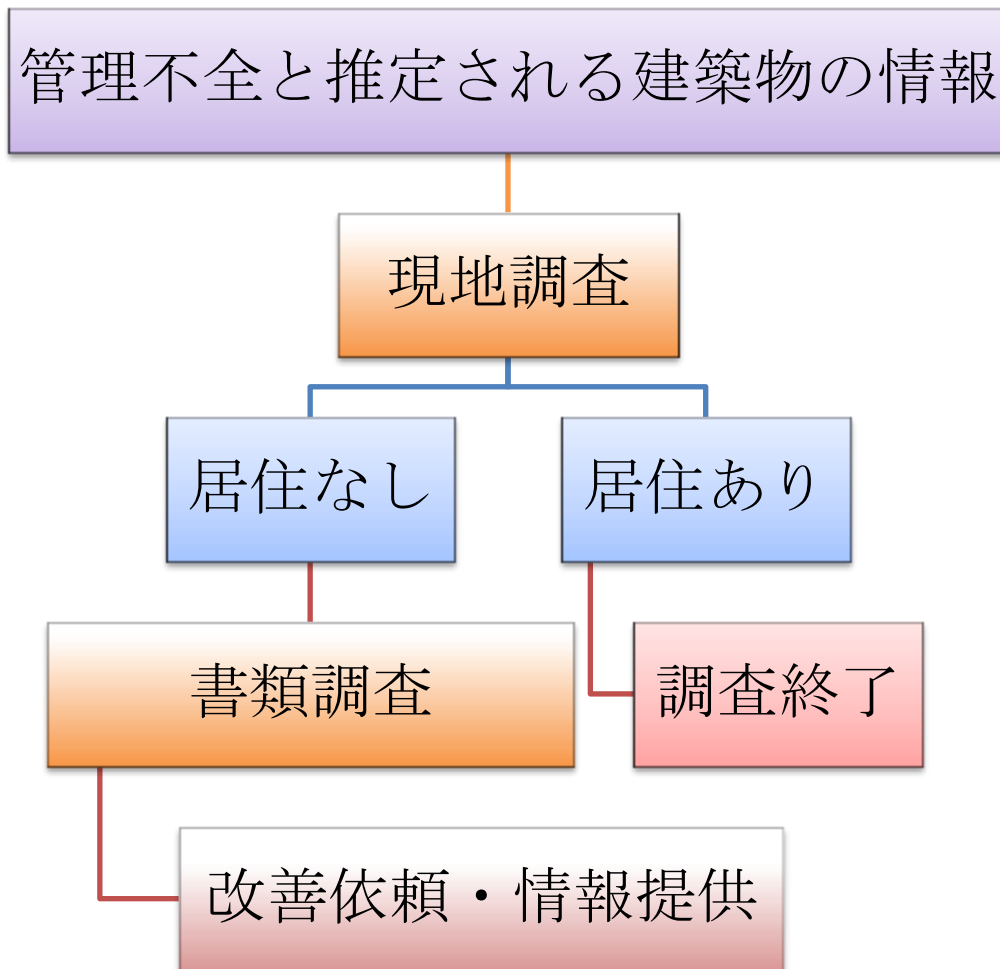 管理不全と推定される建築物の情報
現地調査
居住なし
居住あり
書類調査
調査終了
改善依頼・情報提供